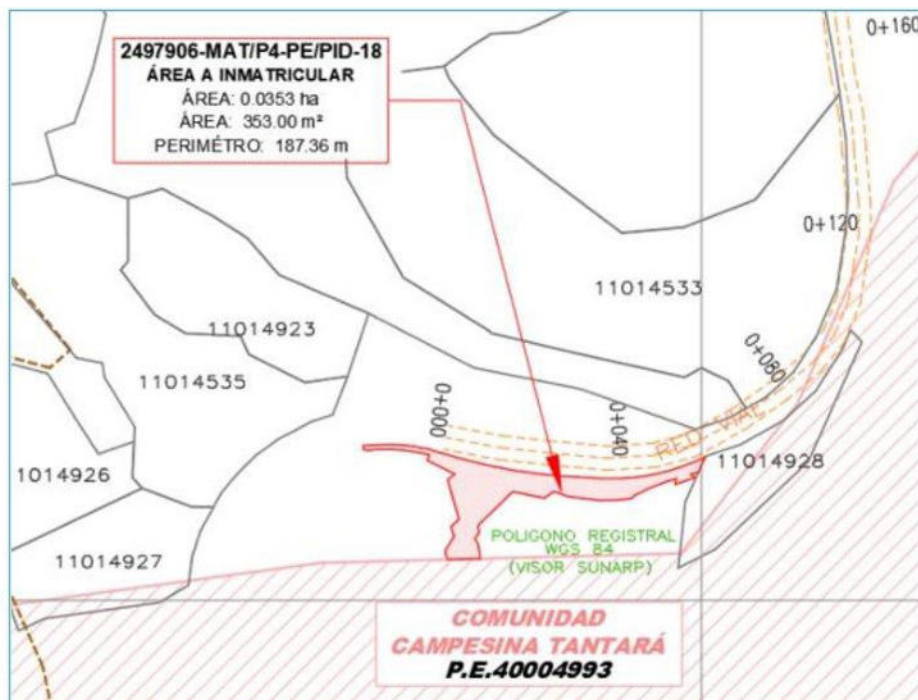 2497906-MAT/P4-PE/PID-18
ÁREA A INMATRICULAR
ÁREA: 0.0353 ha
ÁREA: 353.00 m²
PERIMÉTRO: 187.36 m
0+160
0+120
11014533
11014923
0+080
11014535
0+000
0+040
RED VIAL
11014928
1014926
POLIGONO REGISTRAL
WGS 84
(VISOR SUNARP)
11014927
COMUNIDAD
CAMPESINA TANTARÁ
P.E.40004993